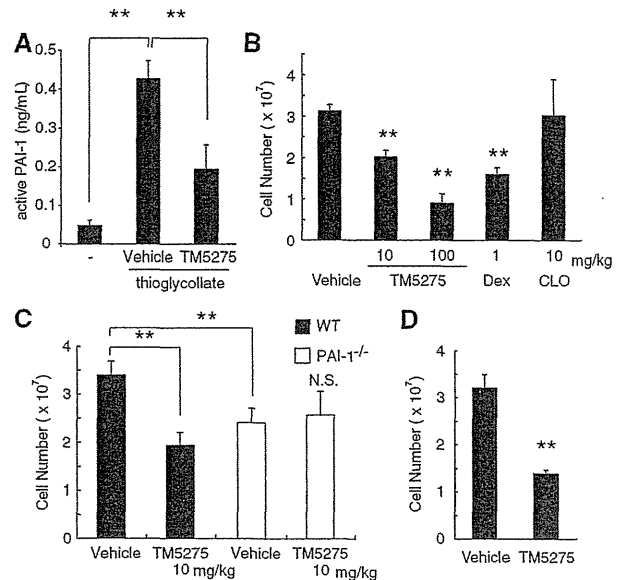 **
**
A
active PAI-1 (ng/mL)
0.5
0.4
0.3
0.2
0.1
0
-
Vehicle TM5275
thioglycollate
B
Cell Number ( x 10⁷)
4
3
2
1
0
**
**
**
10 100 1 10 mg/kg
Vehicle TM5275 Dex CLO
C
Cell Number ( x 10⁷)
4
3
2
1
0
**
**
WT
PAI-1⁻/⁻
N.S.
Vehicle TM5275 Vehicle TM5275
10 mg/kg 10 mg/kg
D
Cell Number ( x 10⁷)
4
3
2
1
0
**
Vehicle TM5275